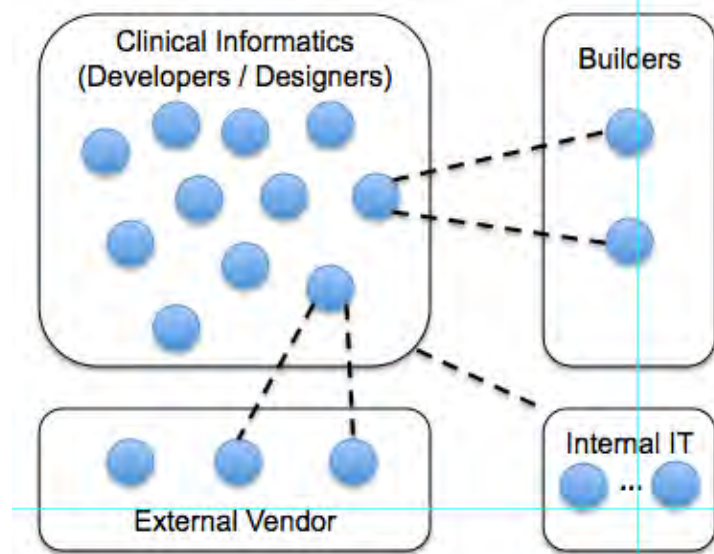 Clinical Informatics
(Developers / Designers)
Builders
Internal IT
...
External Vendor